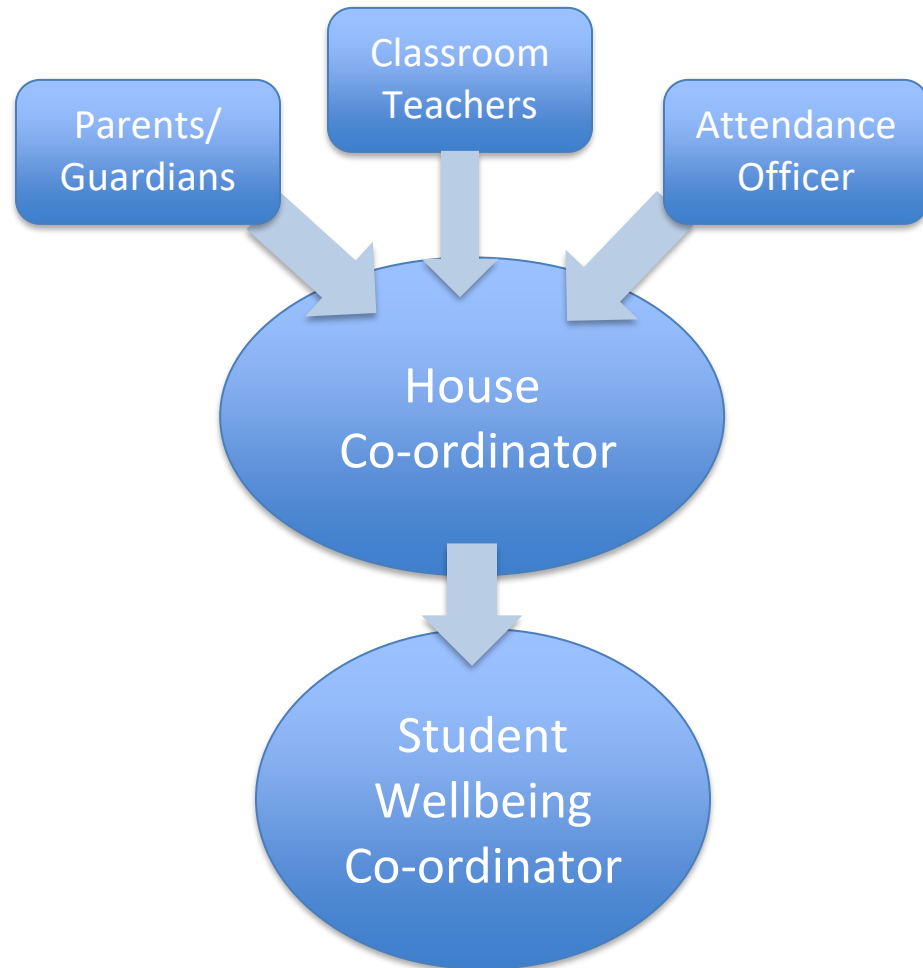 Parents/
Guardians
Classroom
Teachers
Attendance
Officer
House
Co-ordinator
Student
Wellbeing
Co-ordinator